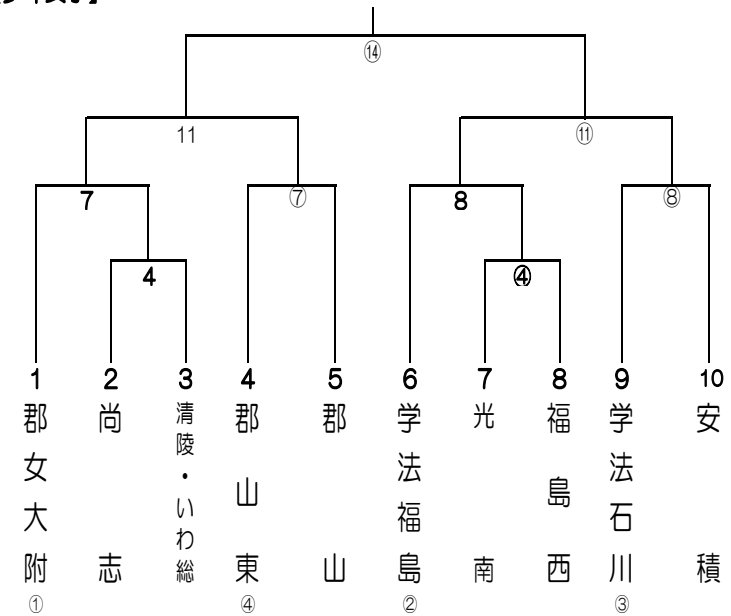 ⑭
11
⑪
7
⑦
8
⑧
4
④
1
2
3
4
5
6
7
8
9
10
郡女大附
尚志
清陵・いわ総
郡山東
郡山
学法福島
光南
福島西
学法石川
安積
①
④
②
③